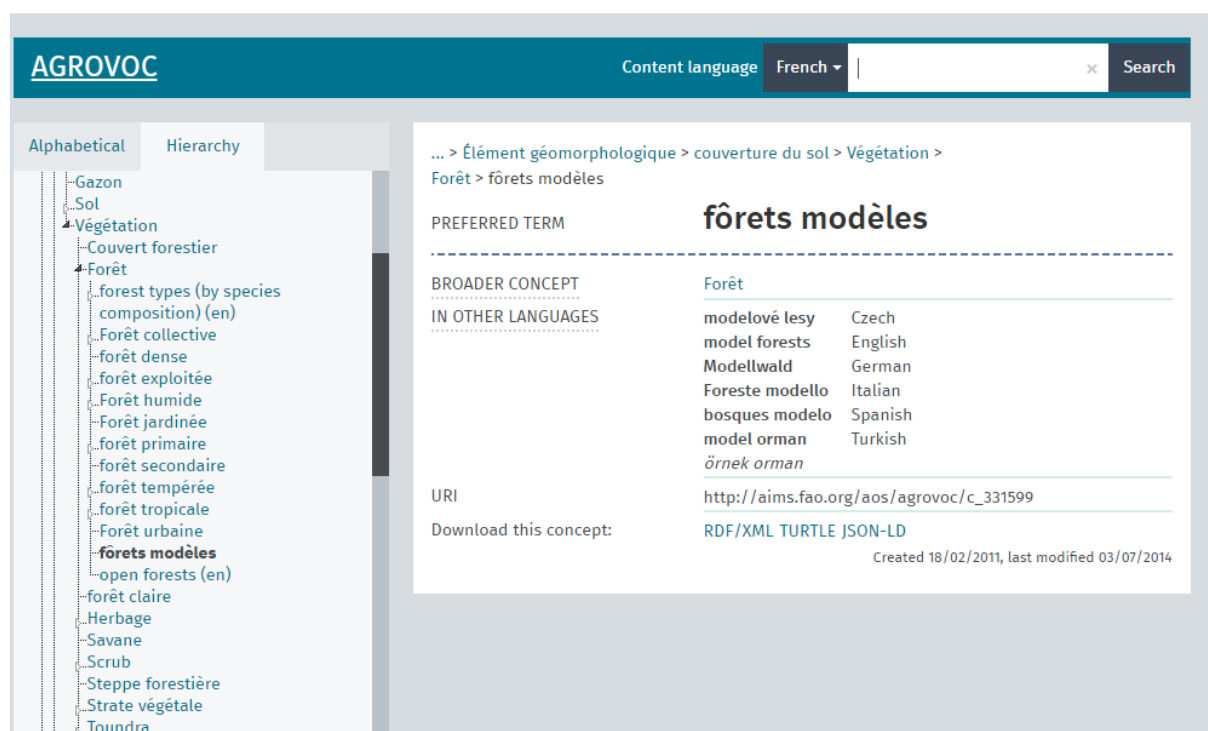 AGROVOC
Content language French Search
Alphabetical Hierarchy
Gazon
Sol
Végétation
Couvert forestier
Forêt
forest types (by species
composition) (en)
Forêt collective
forêt dense
forêt exploitée
Forêt humide
Forêt jardinée
forêt primaire
forêt secondaire
forêt tempérée
forêt tropicale
Forêt urbaine
fôrets modèles
open forests (en)
forêt claire
Herbage
Savane
Scrub
Steppe forestière
Strate végétale
Toundra
... > Élément géomorphologique > couverture du sol > Végétation >
Forêt > fôrets modèles
PREFERRED TERM fôrets modèles
BROADER CONCEPT Forêt
IN OTHER LANGUAGES modelové lesy Czech
model forests English
Modellwald German
Foreste modello Italian
bosques modelo Spanish
model orman Turkish
örnek orman
URI http://aims.fao.org/aos/agrovoc/c_331599
Download this concept: RDF/XML TURTLE JSON-LD
Created 18/02/2011, last modified 03/07/2014